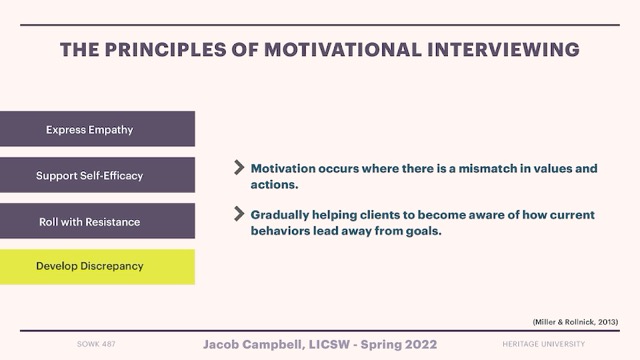 THE PRINCIPLES OF MOTIVATIONAL INTERVIEWING
Express Empathy
Support Self-Efficacy
Roll with Resistance
Develop Discrepancy
Motivation occurs where there is a mismatch in values and
actions.
Gradually helping clients to become aware of how current
behaviors lead away from goals.
(Miller & Rollnick, 2013)
SOWK 487
Jacob Campbell, LICSW - Spring 2022
HERITAGE UNIVERSITY